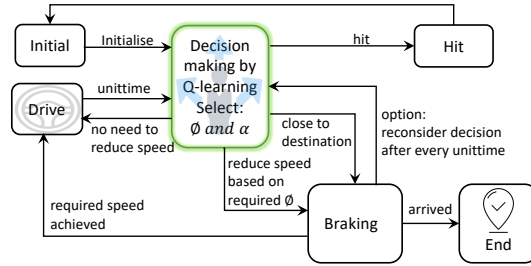 Initial
Initialise
Decision
making by
Q-learning
Select:
∅ and α
hit
Hit
Drive
unittime
no need to
reduce speed
close to
destination
option:
reconsider decision
after every unittime
reduce speed
based on
required ∅
required speed
achieved
Braking
arrived
End